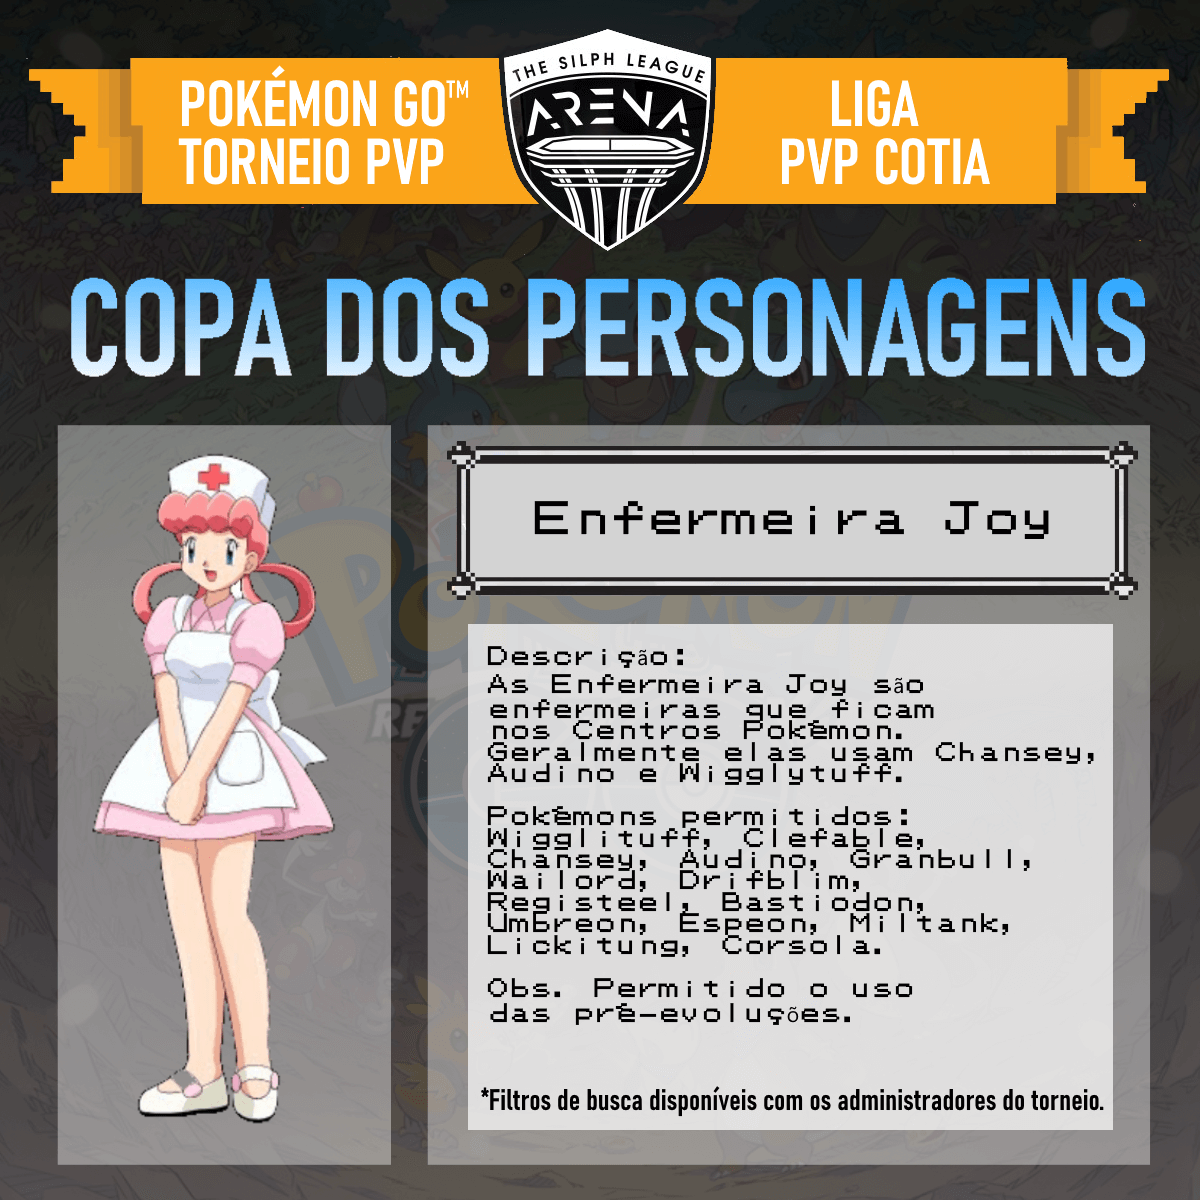 POKÉMON GO™
TORNEIO PVP
THE SILPH LEAGUE
ARENA
LIGA
PVP COTIA
COPA DOS PERSONAGENS
Enfermeira Joy
Descrição:
As Enfermeira Joy são
enfermeiras que ficam
nos Centros Pokémon.
Geralmente elas usam Chansey,
Audino e Wigglytuff.
Pokémons permitidos:
Wigglituff, Clefable,
Chansey, Audino, Granbull,
Wailord, Drifblim,
Registeel, Bastiodon,
Umbreon, Espeon, Miltank,
Lickitung, Corsola.
Obs. Permitido o uso
das pré-evoluções.
*Filtros de busca disponíveis com os administradores do torneio.
POKÉMON